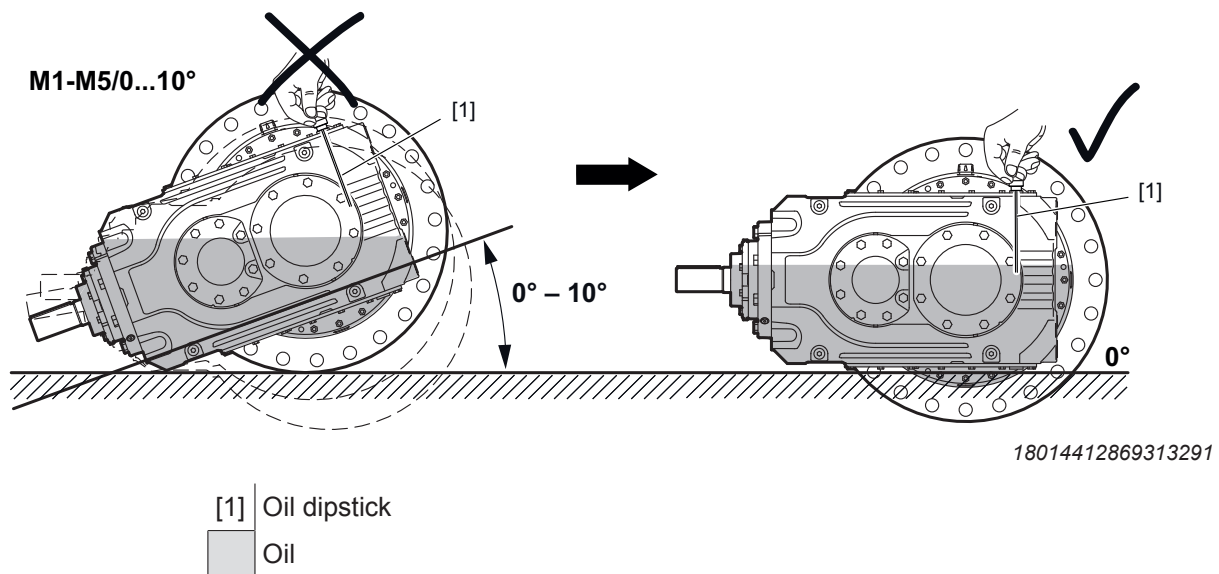 M1-M5/0...10°
[1]
[1]
0° – 10°
0°
18014412869313291
[1] Oil dipstick
Oil